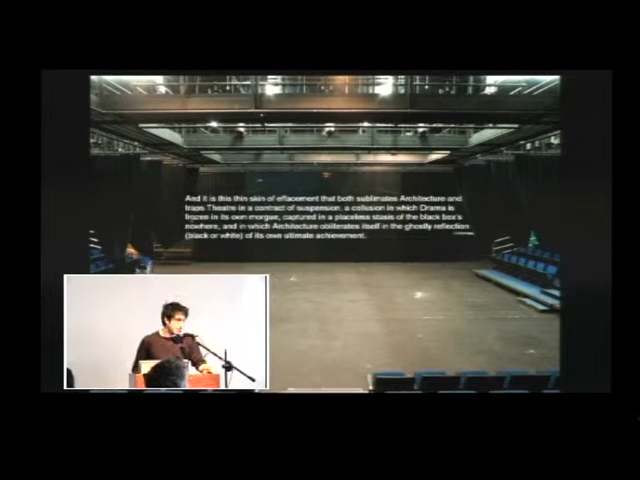 And it is this thin skin of effacement that both sublimates Architecture and
traps Theatre in a contract of suspension, a collusion in which Drama is
frozen in its own morgue, captured in a placeless stasis of the black box's
nowhere, and in which Architecture obliterates itself in the ghostly reflection
(black or white) of its own ultimate achievement.